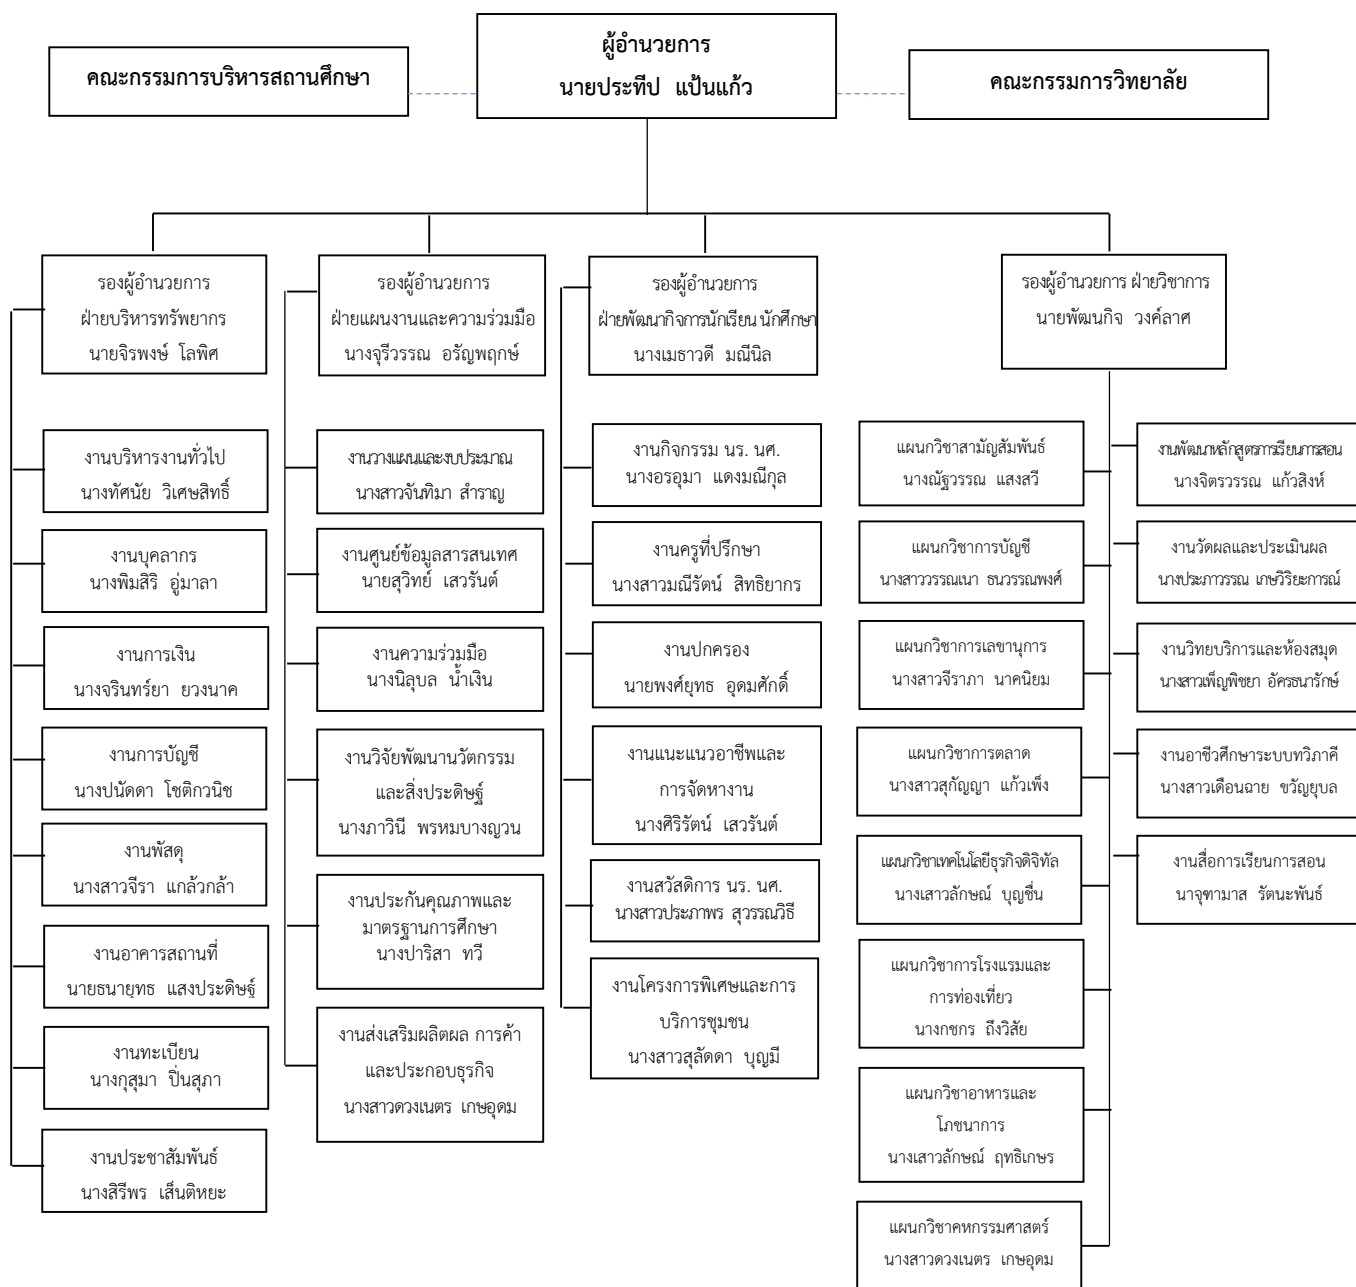 ผู้อำนวยการ
นายประทีป แป้นแก้ว
คณะกรรมการบริหารสถานศึกษา
คณะกรรมการวิทยาลัย
รองผู้อำนวยการ
ฝ่ายบริหารทรัพยากร
นายจิรพงษ์ โลพิศ
รองผู้อำนวยการ
ฝ่ายแผนงานและความร่วมมือ
นางจุรีวรรณ อรัญพฤกษ์
รองผู้อำนวยการ
ฝ่ายพัฒนากิจการนักเรียน นักศึกษา
นางเมธาวดี มณีนิล
รองผู้อำนวยการ ฝ่ายวิชาการ
นายพัฒนกิจ วงค์ลาศ
งานบริหารงานทั่วไป
นางทัศนัย วิเศษสิทธิ์
งานบุคลากร
นางพิมสิริ อู่มาลา
งานการเงิน
นางจรินทร์ยา ยวงนาค
งานการบัญชี
นางปนัดดา โชติกวนิช
งานพัสดุ
นางสาวจีรา แกล้วกล้า
งานอาคารสถานที่
นายธนายุทธ แสงประดิษฐ์
งานทะเบียน
นางกุสุมา ปิ่นสุภา
งานประชาสัมพันธ์
นางสิรีพร เส็นติหยะ
งานวางแผนและงบประมาณ
นางสาวจันทิมา สำราญ
งานศูนย์ข้อมูลสารสนเทศ
นายสุวิทย์ เสวรันต์
งานความร่วมมือ
นางนิลุบล น้ำเงิน
งานวิจัยพัฒนานวัตกรรม
และสิ่งประดิษฐ์
นางภาวินี พรหมบางญวน
งานประกันคุณภาพและ
มาตรฐานการศึกษา
นางปาริสา ทวี
งานส่งเสริมผลิตผล การค้า
และประกอบธุรกิจ
นางสาวดวงเนตร เกษอุดม
งานกิจกรรม นร. นศ.
นางอรอุมา แดงมณีกุล
งานครูที่ปรึกษา
นางสาวมณีรัตน์ สิทธิยากร
งานปกครอง
นายพงศ์ยุทธ อุดมศักดิ์
งานแนะแนวอาชีพและ
การจัดหางาน
นางศิริรัตน์ เสวรันต์
งานสวัสดิการ นร. นศ.
นางสาวประภาพร สุวรรณวิธี
งานโครงการพิเศษและการ
บริการชุมชน
นางสาวสุลัดดา บุญมี
แผนกวิชาสามัญสัมพันธ์
นางณัฐวรรณ แสงสวี
แผนกวิชาการบัญชี
นางสาววรรณเนา ธนวรรณพงศ์
แผนกวิชาการเลขานุการ
นางสาวจีราภา นาคนิยม
แผนกวิชาการตลาด
นางสาวสุกัญญา แก้วเพ็ง
แผนกวิชาเทคโนโลยีธุรกิจดิจิทัล
นางเสาวลักษณ์ บุญชื่น
แผนกวิชาการโรงแรมและ
การท่องเที่ยว
นางกชกร ถึงวิสัย
แผนกวิชาอาหารและ
โภชนาการ
นางเสาวลักษณ์ ฤทธิเกษร
แผนกวิชาคหกรรมศาสตร์
นางสาวดวงเนตร เกษอุดม
งานพัฒนาหลักสูตรการเรียนการสอน
นางจิตรวรรณ แก้วสิงห์
งานวัดผลและประเมินผล
นางประภาวรรณ เกษวิริยะการณ์
งานวิทยบริการและห้องสมุด
นางสาวเพ็ญพิชยา อัครธนารักษ์
งานอาชีวศึกษาระบบทวิภาคี
นางสาวเดือนฉาย ขวัญยุบล
งานสื่อการเรียนการสอน
นาจุฑามาส รัตนะพันธ์